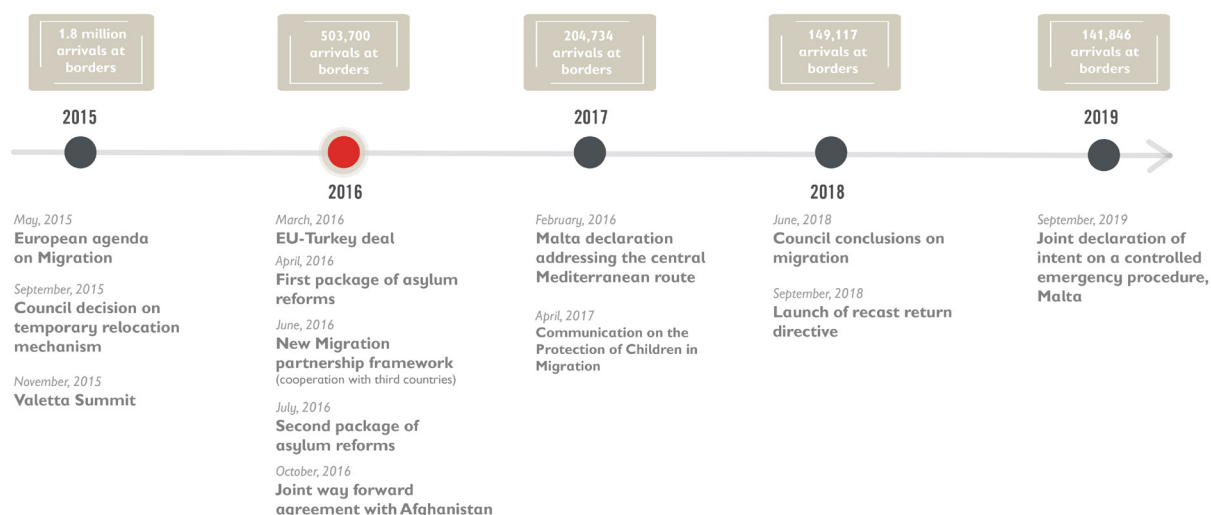 1.8 million
arrivals at
borders
503,700
arrivals at
borders
204,734
arrivals at
borders
149,117
arrivals at
borders
141,846
arrivals at
borders
2015
2016
2017
2018
2019
May, 2015
European agenda
on Migration
September, 2015
Council decision on
temporary relocation
mechanism
November, 2015
Valetta Summit
March, 2016
EU-Turkey deal
April, 2016
First package of asylum
reforms
June, 2016
New Migration
partnership framework
(cooperation with third countries)
July, 2016
Second package of
asylum reforms
October, 2016
Joint way forward
agreement with Afghanistan
February, 2016
Malta declaration
addressing the central
Mediterranean route
April, 2017
Communication on the
Protection of Children in
Migration
June, 2018
Council conclusions on
migration
September, 2018
Launch of recast return
directive
September, 2019
Joint declaration of
intent on a controlled
emergency procedure,
Malta